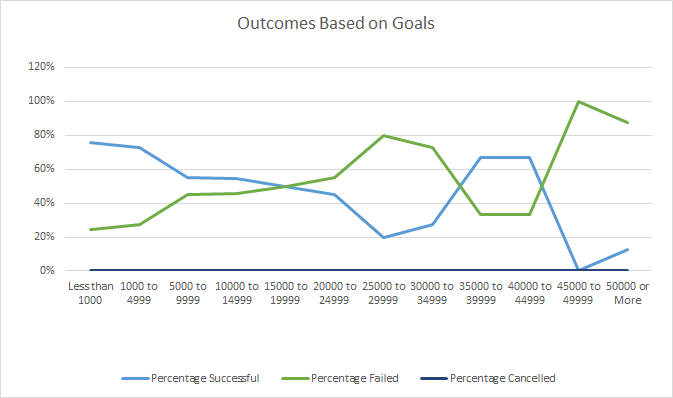 Outcomes Based on Goals
120%
100%
80%
60%
40%
20%
0%
Less than 1000 to 5000 to 10000 to 15000 to 20000 to 25000 to 30000 to 35000 to 40000 to 45000 to 50000 or
1000 4999 9999 14999 19999 24999 29999 34999 39999 44999 49999 More
Percentage Successful Percentage Failed Percentage Cancelled